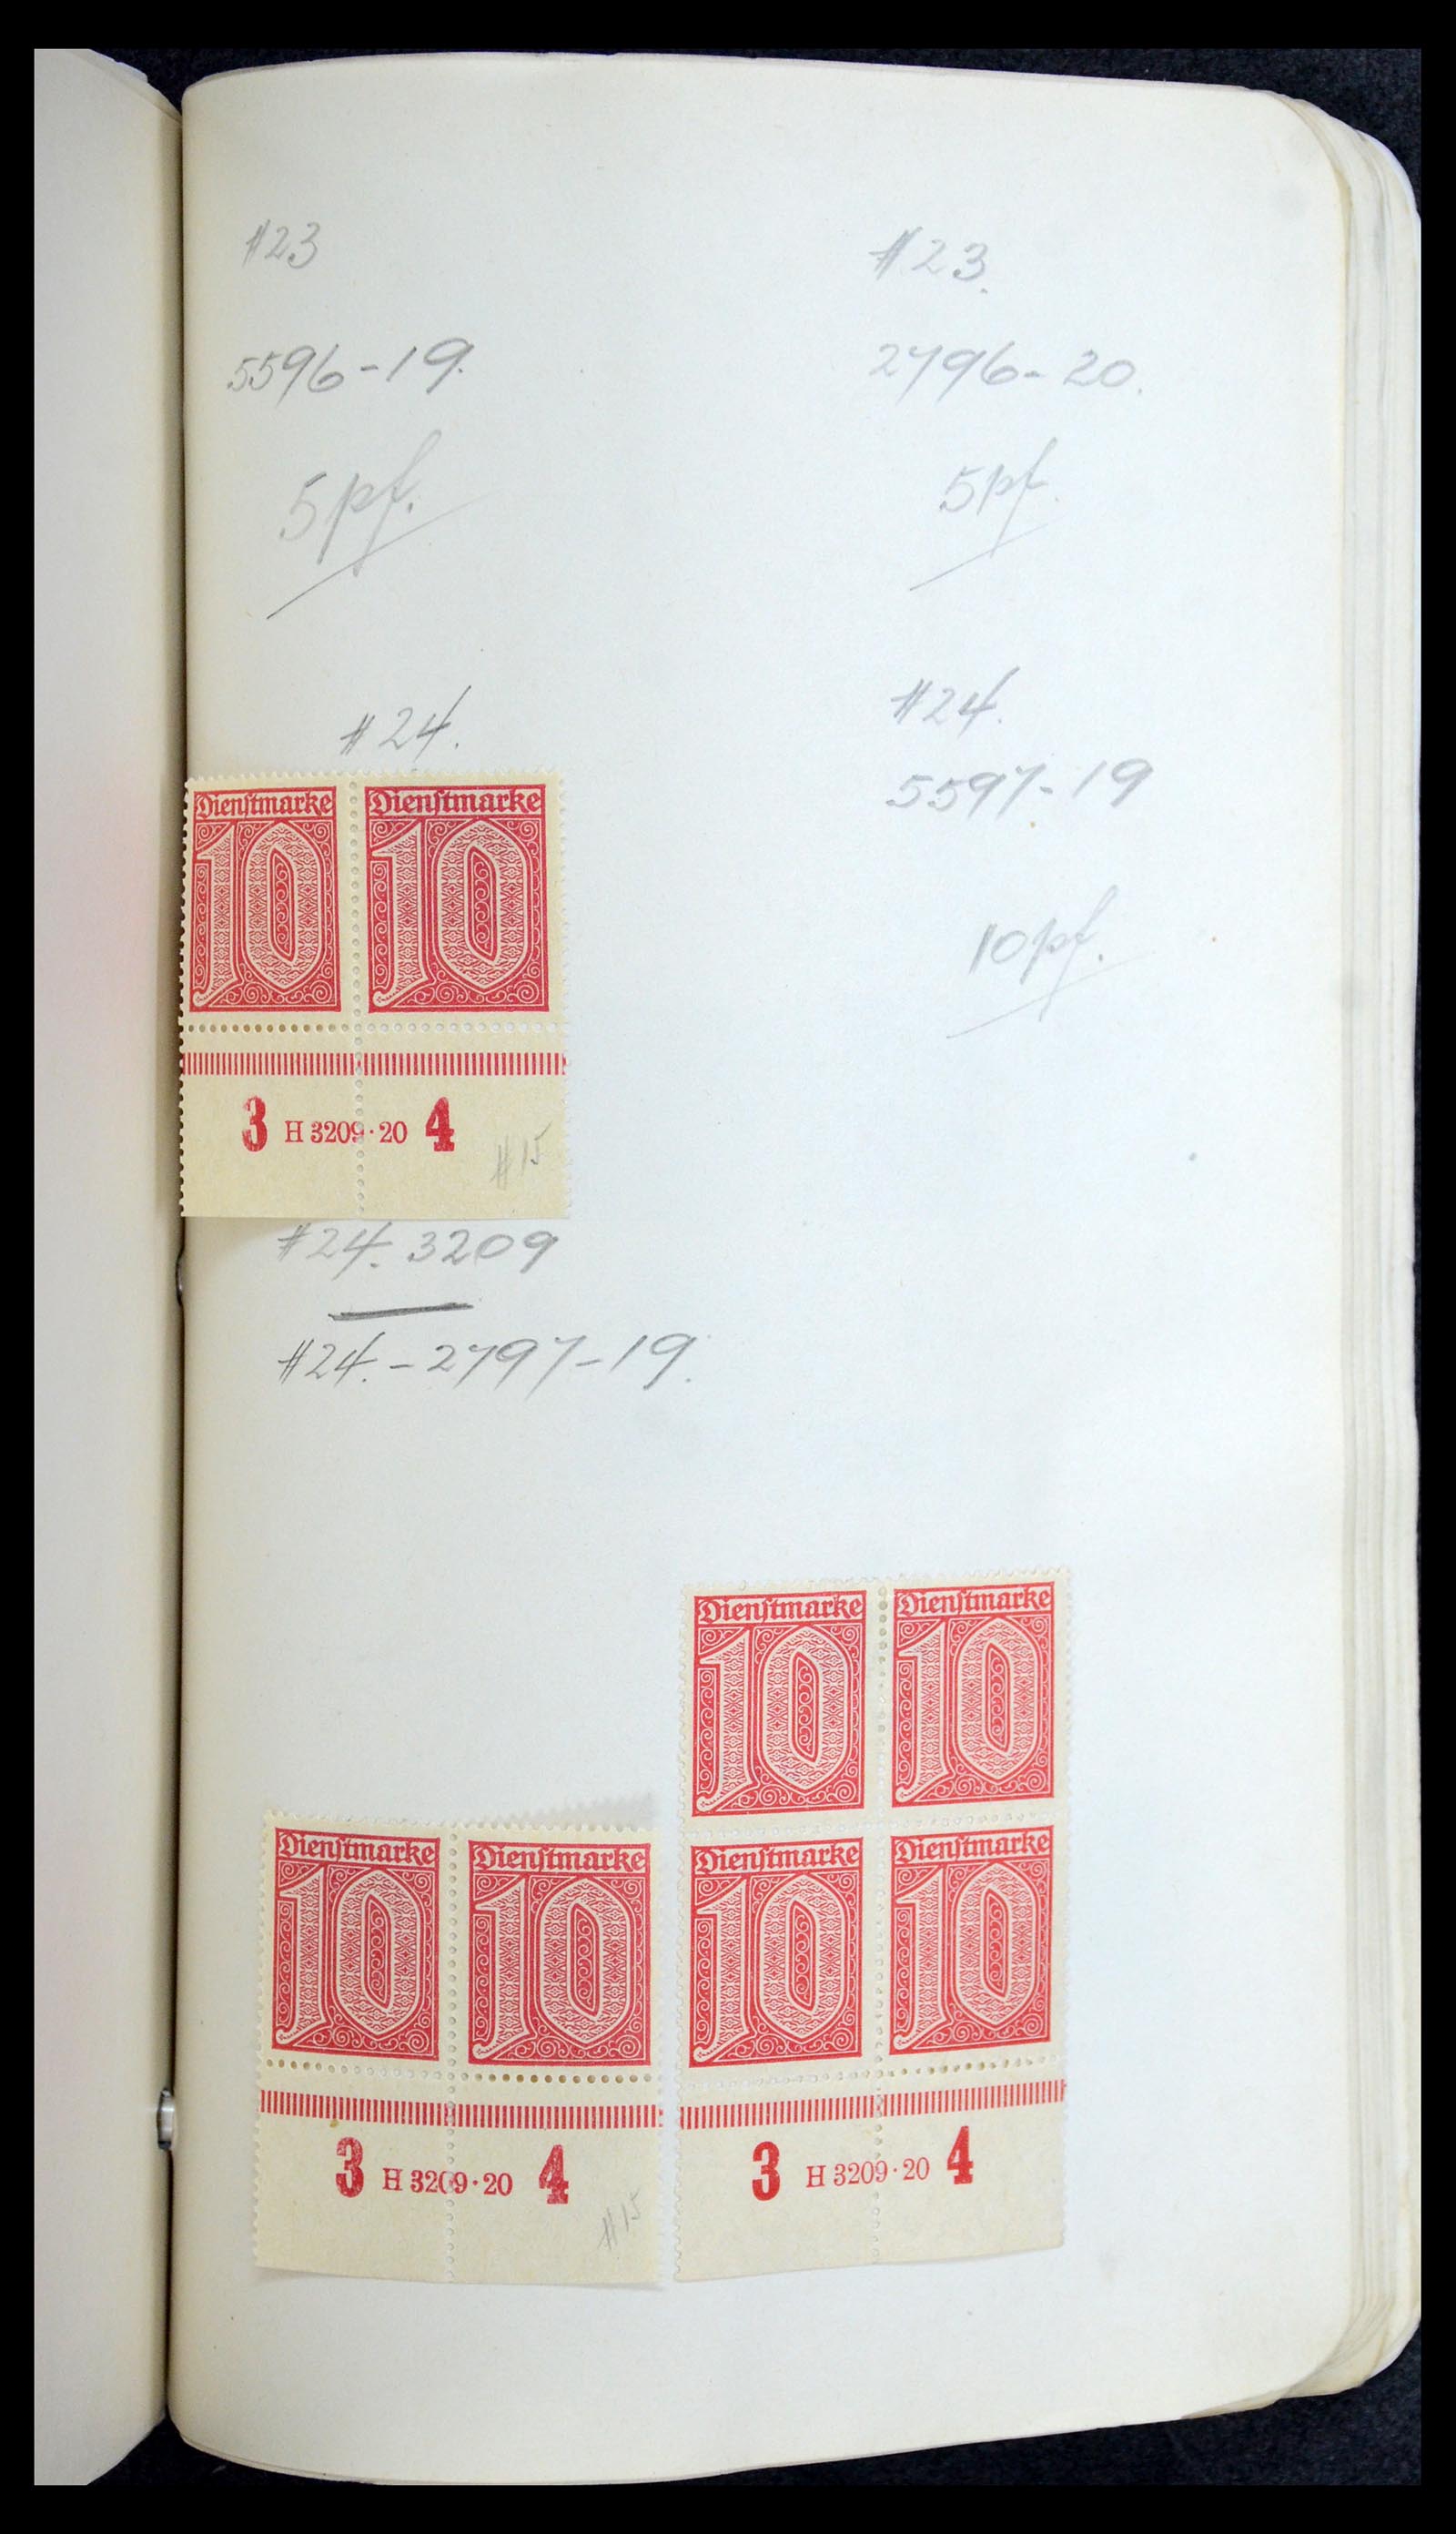 #23
5596-19.
5pf.
#23.
2796-20.
5pf.
#24.
Dienstmarke Dienstmarke
10 10
3 H 3209·20 4
#15
#24. 3209
#24.-2797-19.
#24.
5597-19
10pf.
Dienstmarke Dienstmarke
10 10
3 H 3209·20 4
#15
Dienstmarke Dienstmarke
10 10
Dienstmarke Dienstmarke
10 10
3 H 3209·20 4